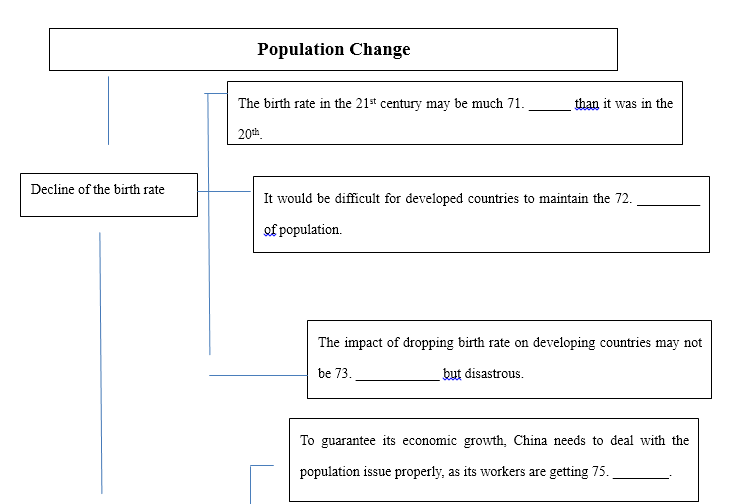 Population Change
The birth rate in the 21st century may be much 71. ______ than it was in the
20th.
Decline of the birth rate
It would be difficult for developed countries to maintain the 72. _________
of population.
The impact of dropping birth rate on developing countries may not
be 73. ____________ but disastrous.
To guarantee its economic growth, China needs to deal with the
population issue properly, as its workers are getting 75. ________.